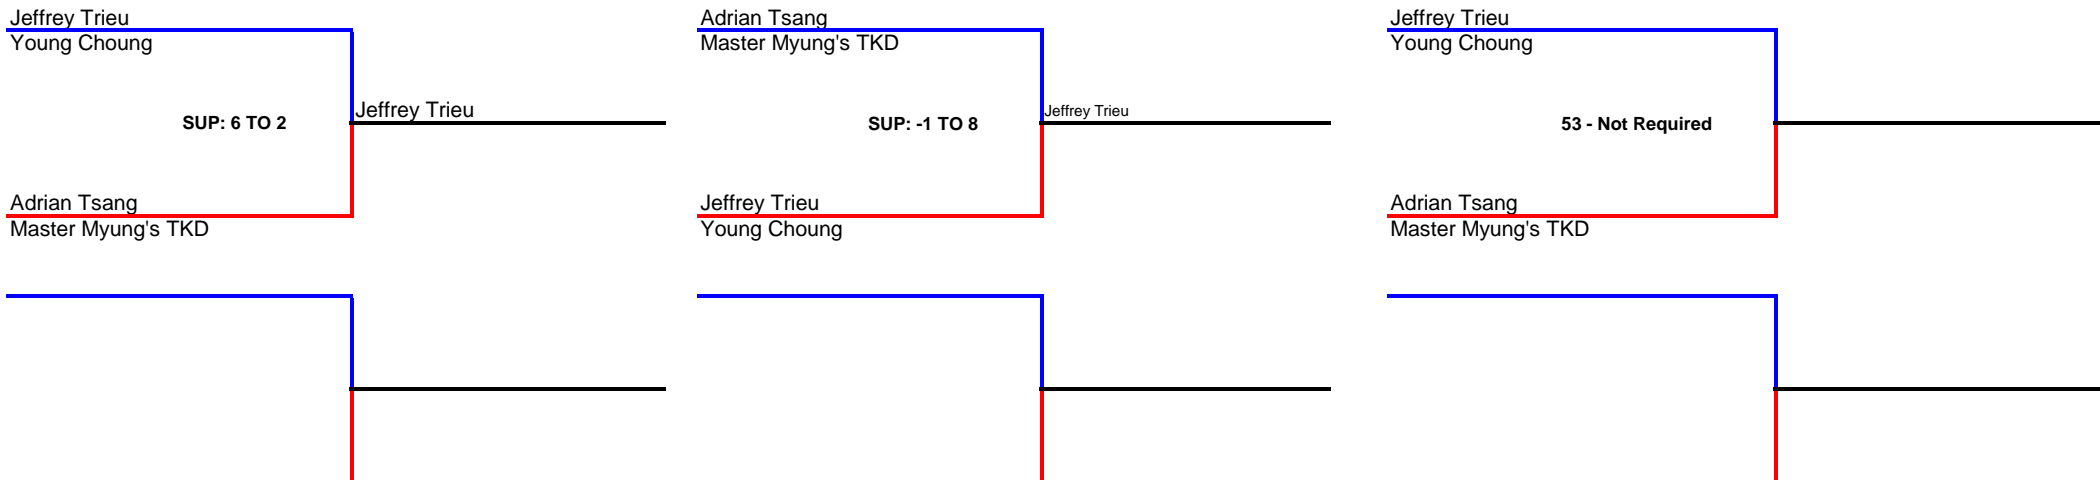 Jeffrey Trieu
Young Choung
SUP: 6 TO 2
Jeffrey Trieu
Adrian Tsang
Master Myung's TKD
Adrian Tsang
Master Myung's TKD
SUP: -1 TO 8
Jeffrey Trieu
Jeffrey Trieu
Young Choung
Jeffrey Trieu
Young Choung
53 - Not Required
Adrian Tsang
Master Myung's TKD